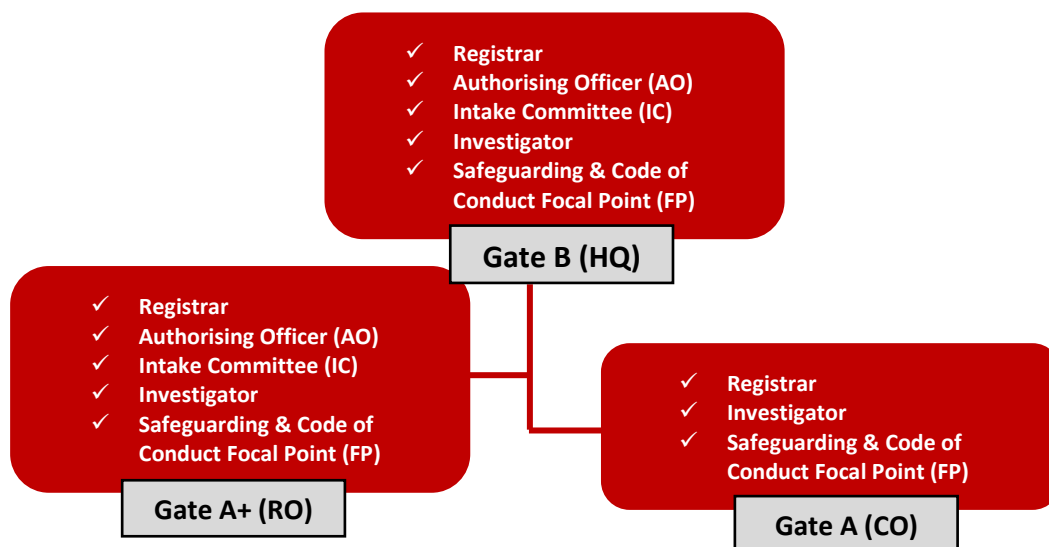 ✓ Registrar
✓ Authorising Officer (AO)
✓ Intake Committee (IC)
✓ Investigator
✓ Safeguarding & Code of
Conduct Focal Point (FP)
Gate B (HQ)
✓ Registrar
✓ Authorising Officer (AO)
✓ Intake Committee (IC)
✓ Investigator
✓ Safeguarding & Code of
Conduct Focal Point (FP)
Gate A+ (RO)
✓ Registrar
✓ Investigator
✓ Safeguarding & Code of
Conduct Focal Point (FP)
Gate A (CO)